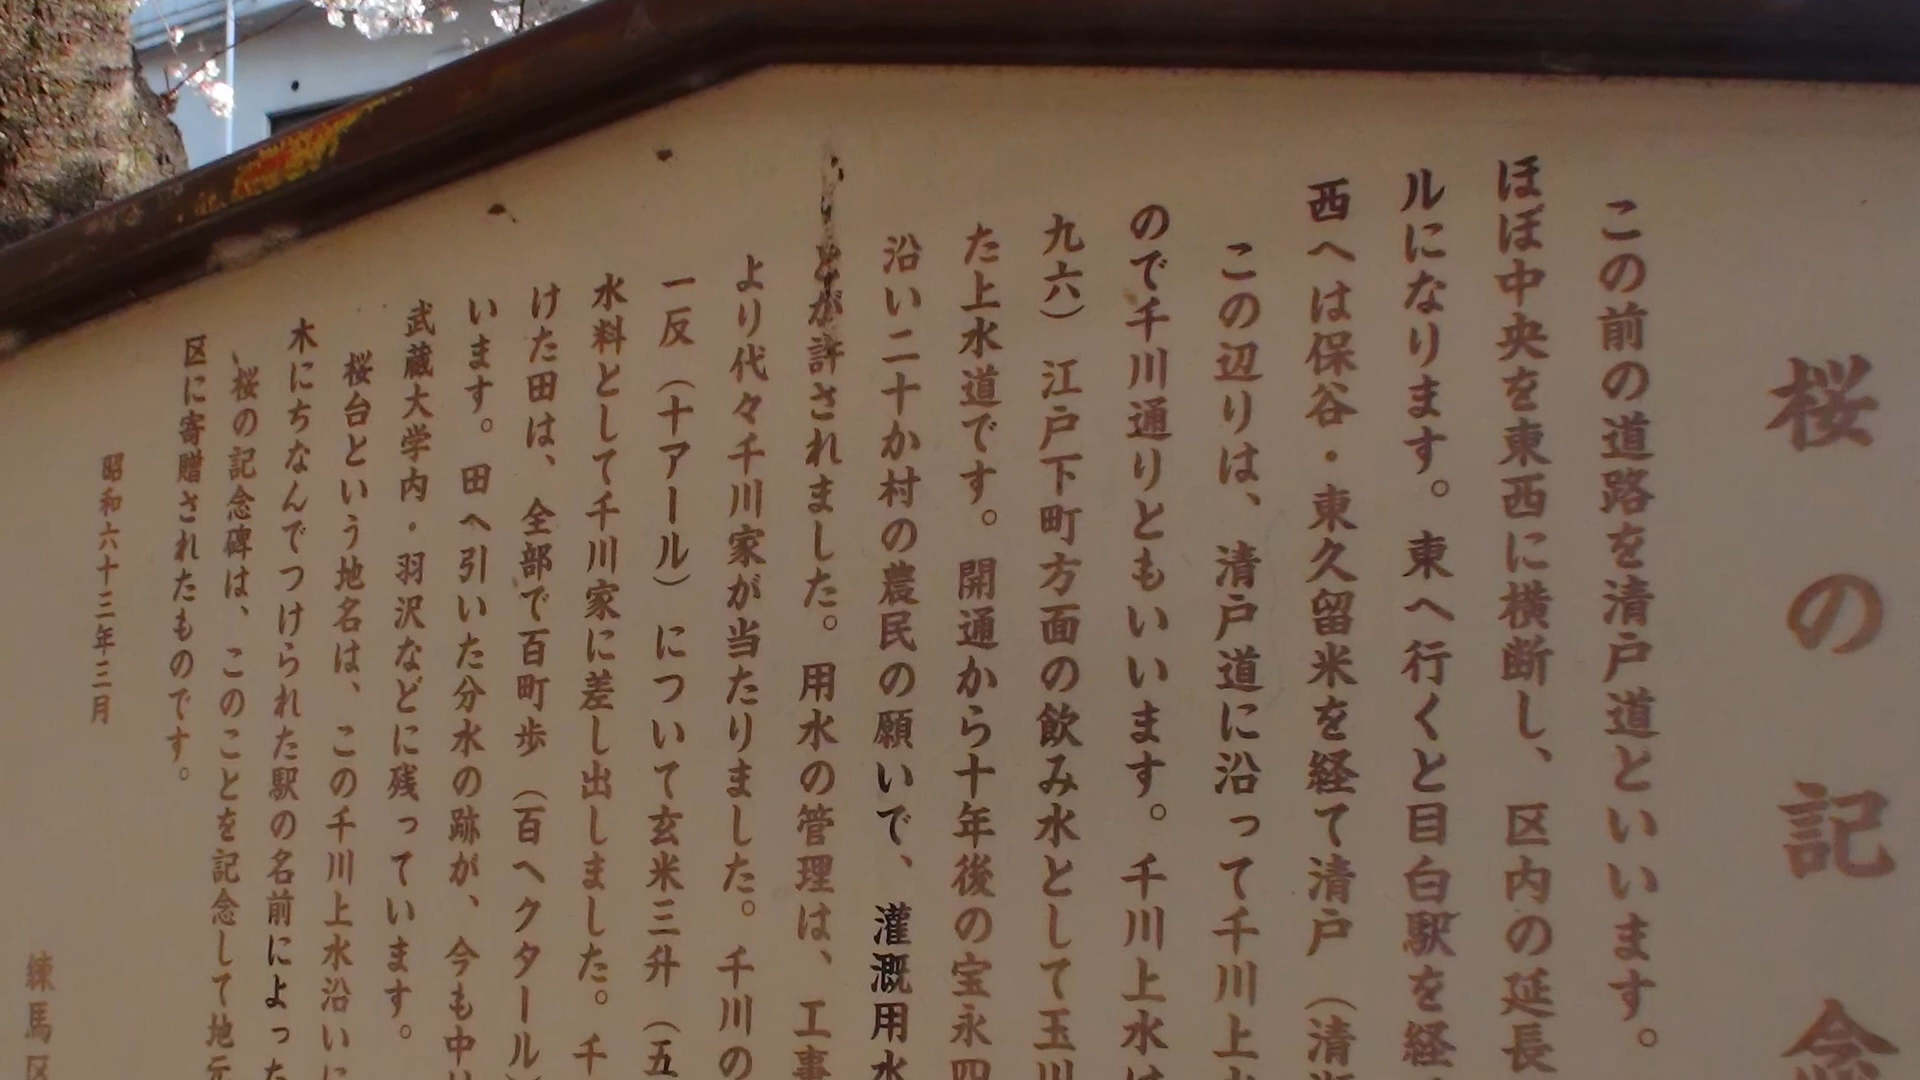 桜の記念
この前の道路を清戸道といいます。
ほぼ中央を東西に横断し、区内の延長
ルになります。東へ行くと目白駅を経
西へは保谷・東久留米を経て清戸（清
この辺りは、清戸道に沿って千川上
ので千川通りともいいます。千川上水は
九六）江戸下町方面の飲み水として玉川
た上水道です。開通から十年後の宝永四
沿い二十か村の農民の願いで、灌漑用水
とが許されました。用水の管理は、工事
より代々千川家が当たりました。千川の
一反（十アール）について玄米三升（五
水料として千川家に差し出しました。千
けた田は、全部で百町歩（百ヘクタール）
います。田へ引いた分水の跡が、今も中
武蔵大学内・羽沢などに残っています。
桜台という地名は、この千川上水沿いに
木にちなんでつけられた駅の名前によった
桜の記念碑は、このことを記念して地元
区に寄贈されたものです。
昭和六十三年三月
練馬区